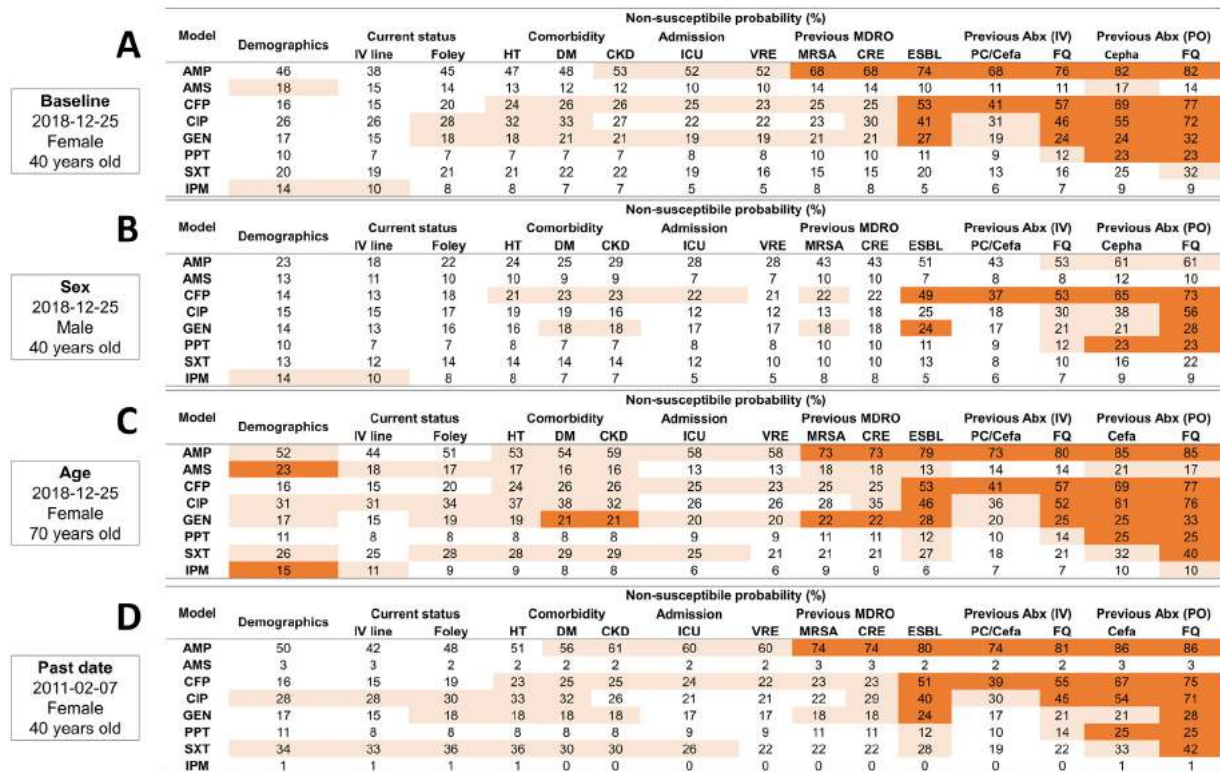 A
Baseline
2018-12-25
Female
40 years old
Non-susceptibile probability (%)
Model Demographics Current status Comorbidity Admission Previous MDRO Previous Abx (IV) Previous Abx (PO)
IV line Foley HT DM CKD ICU VRE MRSA CRE ESBL PC/Cefa FQ Cepha FQ
AMP 46 38 45 47 48 53 52 52 68 68 74 68 76 82 82
AMS 18 15 14 13 12 12 10 10 14 14 10 11 11 17 14
CFP 16 15 20 24 26 26 25 23 25 25 53 41 57 69 77
CIP 26 26 28 32 33 27 22 22 23 30 41 31 46 55 72
GEN 17 15 18 18 21 21 19 19 21 21 27 19 24 24 32
PPT 10 7 7 7 7 7 8 8 10 10 11 9 12 23 23
SXT 20 19 21 21 22 22 19 16 15 15 20 13 16 25 32
IPM 14 10 8 8 7 7 5 5 8 8 5 6 7 9 9
B
Sex
2018-12-25
Male
40 years old
Non-susceptibile probability (%)
Model Demographics Current status Comorbidity Admission Previous MDRO Previous Abx (IV) Previous Abx (PO)
IV line Foley HT DM CKD ICU VRE MRSA CRE ESBL PC/Cefa FQ Cepha FQ
AMP 23 18 22 24 25 29 28 28 43 43 51 43 53 61 61
AMS 13 11 10 10 9 9 7 7 10 10 7 8 8 12 10
CFP 14 13 18 21 23 23 22 21 22 22 49 37 53 65 73
CIP 15 15 17 19 19 16 12 12 13 18 25 18 30 38 56
GEN 14 13 16 16 18 18 17 17 18 18 24 17 21 21 28
PPT 10 7 7 8 7 7 8 8 10 10 11 9 12 23 23
SXT 13 12 14 14 14 14 12 10 10 10 13 8 10 16 22
IPM 14 10 8 8 7 7 5 5 8 8 5 6 7 9 9
C
Age
2018-12-25
Female
70 years old
Non-susceptibile probability (%)
Model Demographics Current status Comorbidity Admission Previous MDRO Previous Abx (IV) Previous Abx (PO)
IV line Foley HT DM CKD ICU VRE MRSA CRE ESBL PC/Cefa FQ Cefa FQ
AMP 52 44 51 53 54 59 58 58 73 73 79 73 80 85 85
AMS 23 18 17 17 16 16 13 13 18 18 13 14 14 21 17
CFP 16 15 20 24 26 26 25 23 25 25 53 41 57 69 77
CIP 31 31 34 37 38 32 26 26 28 35 46 36 52 61 76
GEN 17 15 19 19 21 21 20 20 22 22 28 20 25 25 33
PPT 11 8 8 8 8 8 9 9 11 11 12 10 14 25 25
SXT 26 25 28 28 29 29 25 21 21 21 27 18 21 32 40
IPM 15 11 9 9 8 8 6 6 9 9 6 7 7 10 10
D
Past date
2011-02-07
Female
40 years old
Non-susceptibile probability (%)
Model Demographics Current status Comorbidity Admission Previous MDRO Previous Abx (IV) Previous Abx (PO)
IV line Foley HT DM CKD ICU VRE MRSA CRE ESBL PC/Cefa FQ Cefa FQ
AMP 50 42 48 51 56 61 60 60 74 74 80 74 81 86 86
AMS 3 3 2 2 2 2 2 2 3 3 2 2 2 3 3
CFP 16 15 19 23 25 25 24 22 23 23 51 39 55 67 75
CIP 28 28 30 33 32 26 21 21 22 29 40 30 45 54 71
GEN 17 15 18 18 18 18 17 17 18 18 24 17 21 21 28
PPT 11 8 8 8 8 8 9 9 11 11 12 10 14 25 25
SXT 34 33 36 36 30 30 26 22 22 22 28 19 22 33 42
IPM 1 1 1 1 0 0 0 0 0 0 0 0 0 1 1